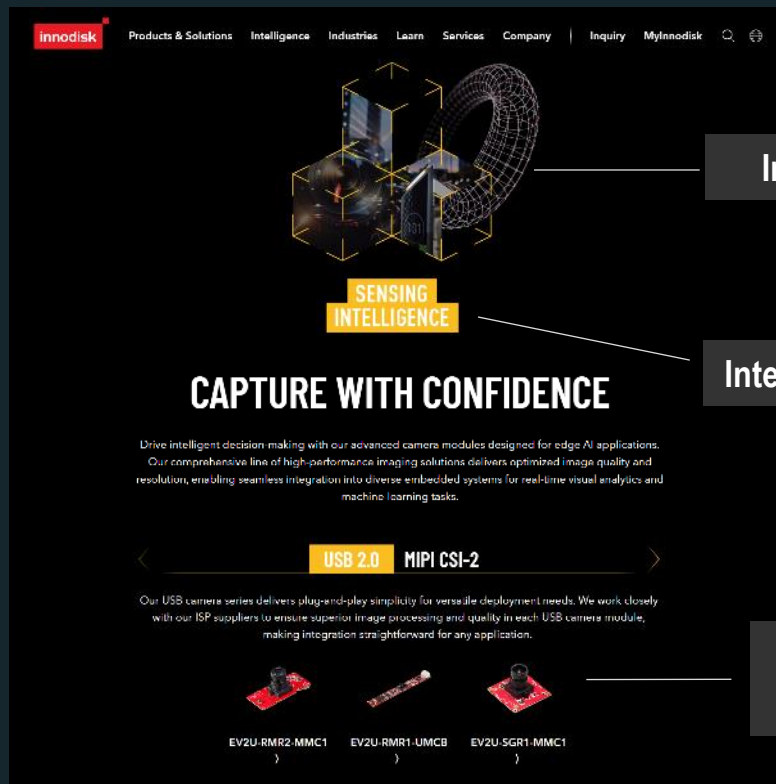 innodisk Products & Solutions Intelligence Industries Learn Services Company Inquiry MyInnodisk
SENSING
INTELLIGENCE
CAPTURE WITH CONFIDENCE
Drive intelligent decision-making with our advanced camera modules designed for edge AI applications.
Our comprehensive line of high-performance imaging solutions delivers optimized image quality and
resolution, enabling seamless integration into diverse embedded systems for real-time visual analytics and
machine learning tasks.
USB 2.0 MIPI CSI-2
Our USB camera series delivers plug-and-play simplicity for versatile deployment needs. We work closely
with our ISP suppliers to ensure superior image processing and quality in each USB camera module,
making integration straightforward for any application.
EV2U-RMR2-MMC1 EV2U-RMR1-UMCB EV2U-SGR1-MMC1